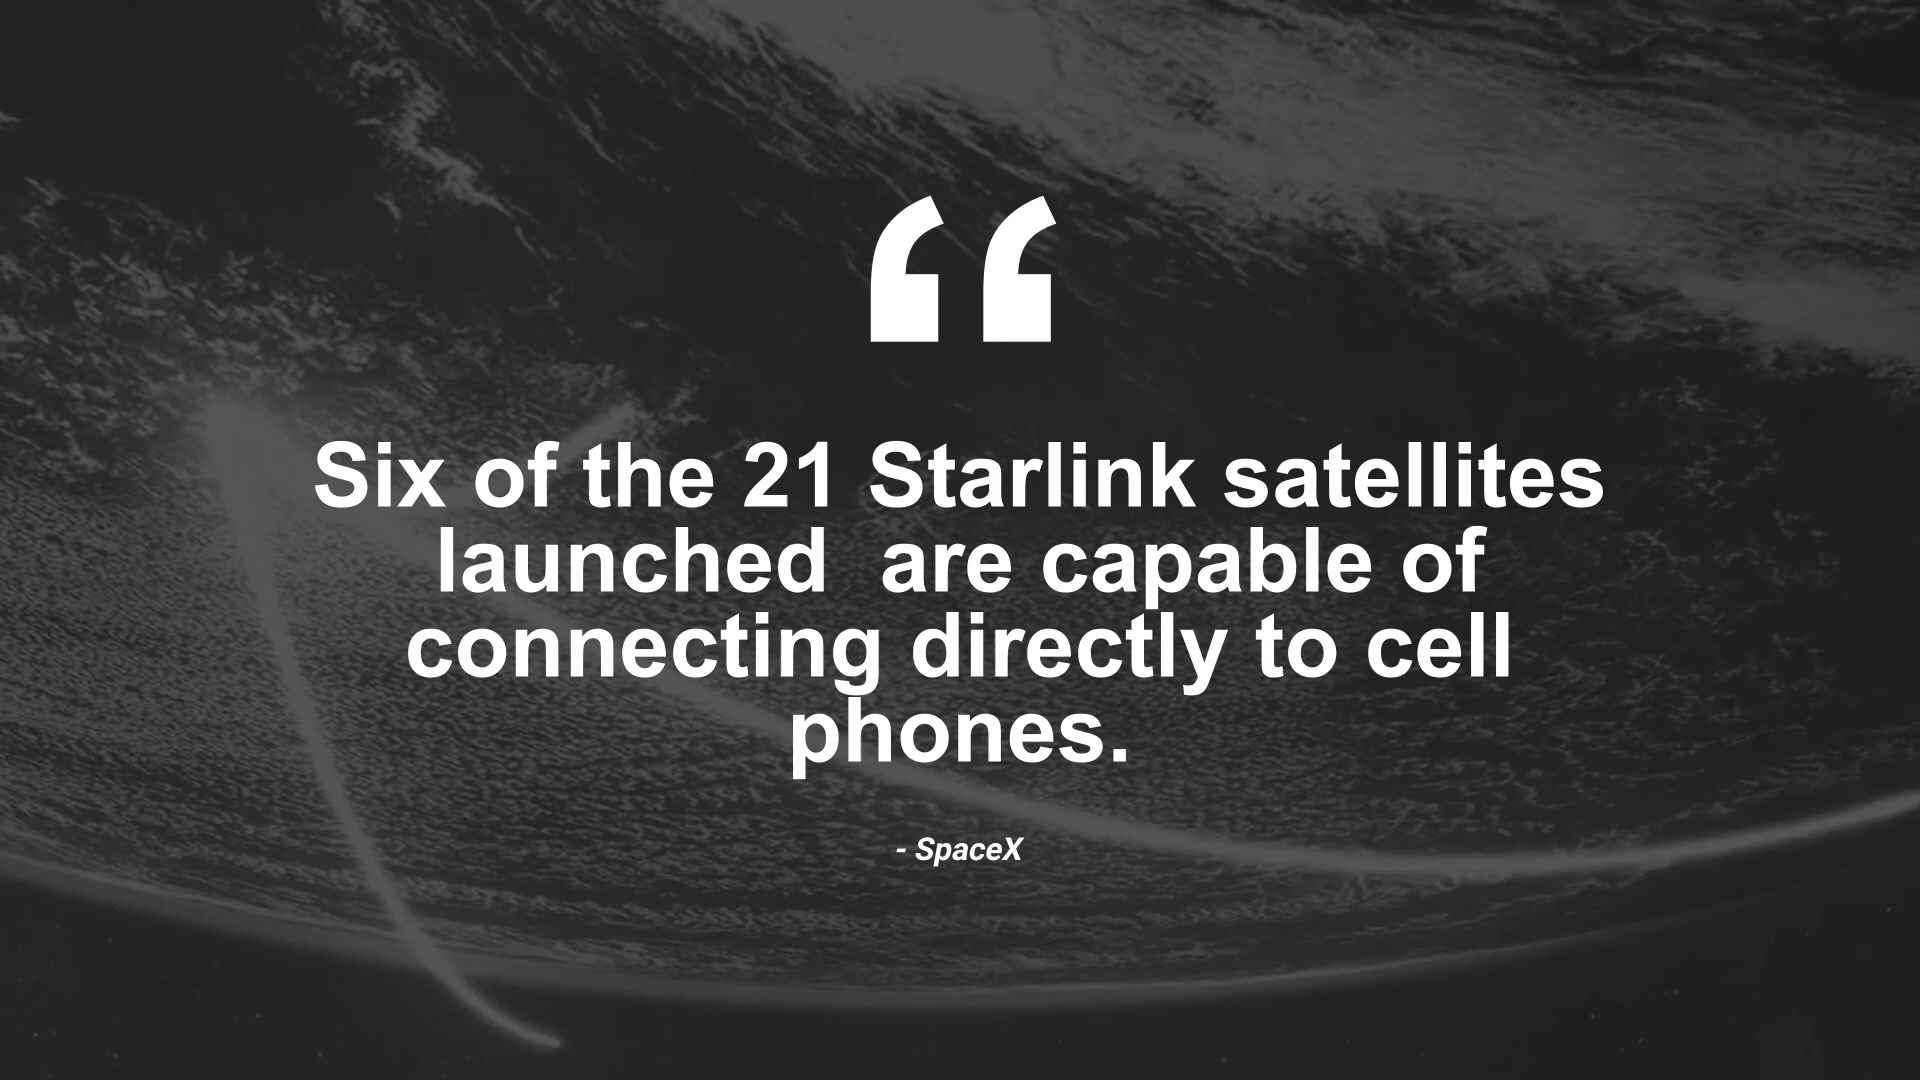 “
Six of the 21 Starlink satellites
launched  are capable of
connecting directly to cell
phones.
- SpaceX